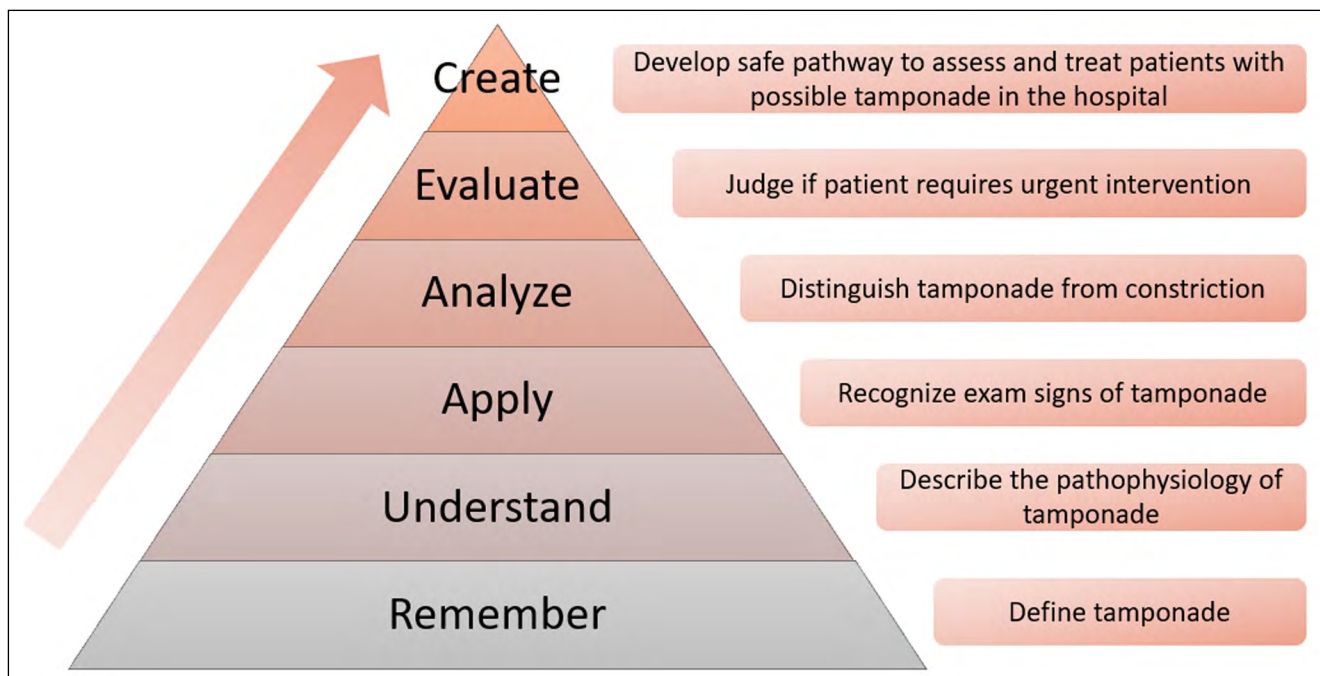 Create
Develop safe pathway to assess and treat patients with
possible tamponade in the hospital
Evaluate
Judge if patient requires urgent intervention
Analyze
Distinguish tamponade from constriction
Apply
Recognize exam signs of tamponade
Understand
Describe the pathophysiology of
tamponade
Remember
Define tamponade